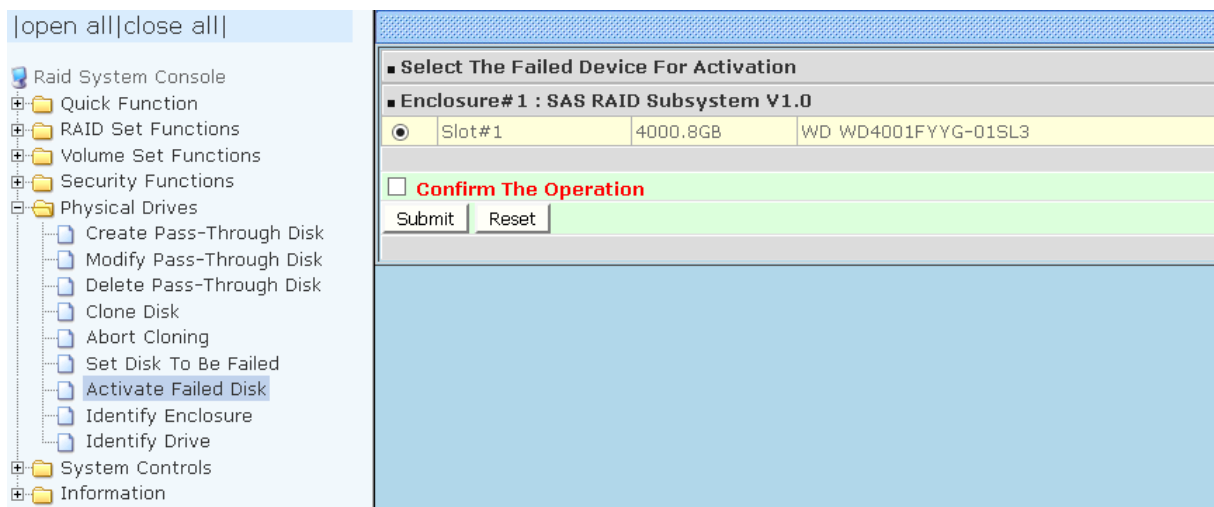 |open all|close all|
Raid System Console
Quick Function
RAID Set Functions
Volume Set Functions
Security Functions
Physical Drives
Create Pass-Through Disk
Modify Pass-Through Disk
Delete Pass-Through Disk
Clone Disk
Abort Cloning
Set Disk To Be Failed
Activate Failed Disk
Identify Enclosure
Identify Drive
System Controls
Information
Select The Failed Device For Activation
Enclosure#1 : SAS RAID Subsystem V1.0
Slot#1 4000.8GB WD WD4001FYYG-01SL3
Confirm The Operation
Submit Reset